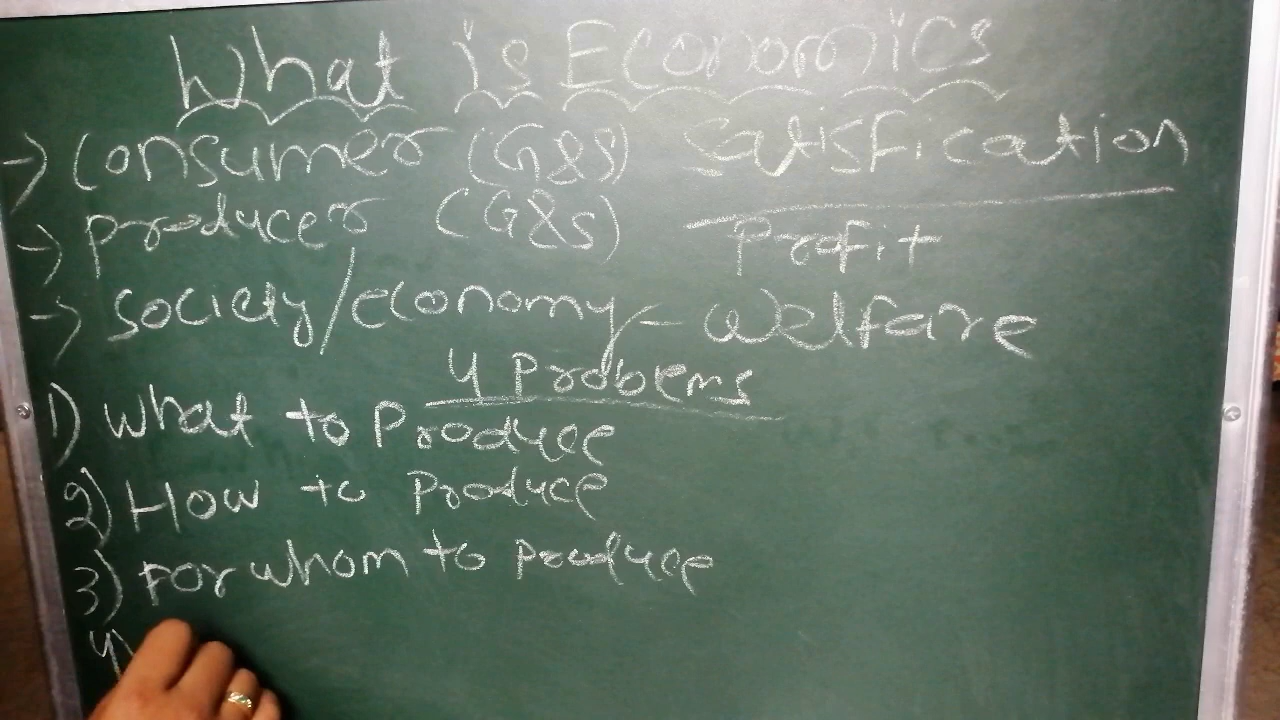 What is Economics
→ Consumer (G&S) satisfication
→ producer (G&S) Profit
→ society/economy - welfare
4 Probems
1) what to Produce
2) How to Produce
3) For whom to produce
4)